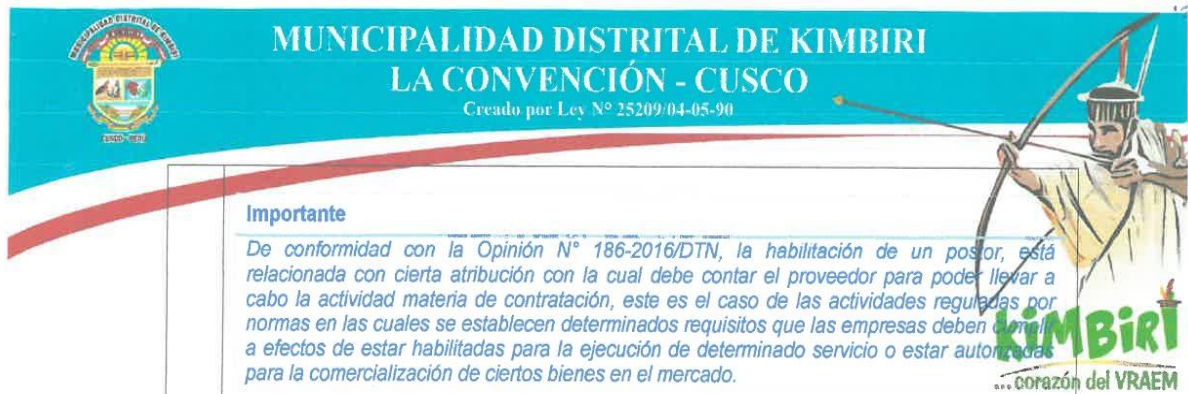 MUNICIPALIDAD DISTRITAL DE KIMBIRI
LA CONVENCIÓN - CUSCO
Creado por Ley Nº 25209/04-05-90
CUSCO - PERÚ
Importante
De conformidad con la Opinión N° 186-2016/DTN, la habilitación de un postor, está
relacionada con cierta atribución con la cual debe contar el proveedor para poder llevar a
cabo la actividad materia de contratación, este es el caso de las actividades reguladas por
normas en las cuales se establecen determinados requisitos que las empresas deben cumplir
a efectos de estar habilitadas para la ejecución de determinado servicio o estar autorizadas
para la comercialización de ciertos bienes en el mercado.
KiMBiRi
... corazón del VRAEM